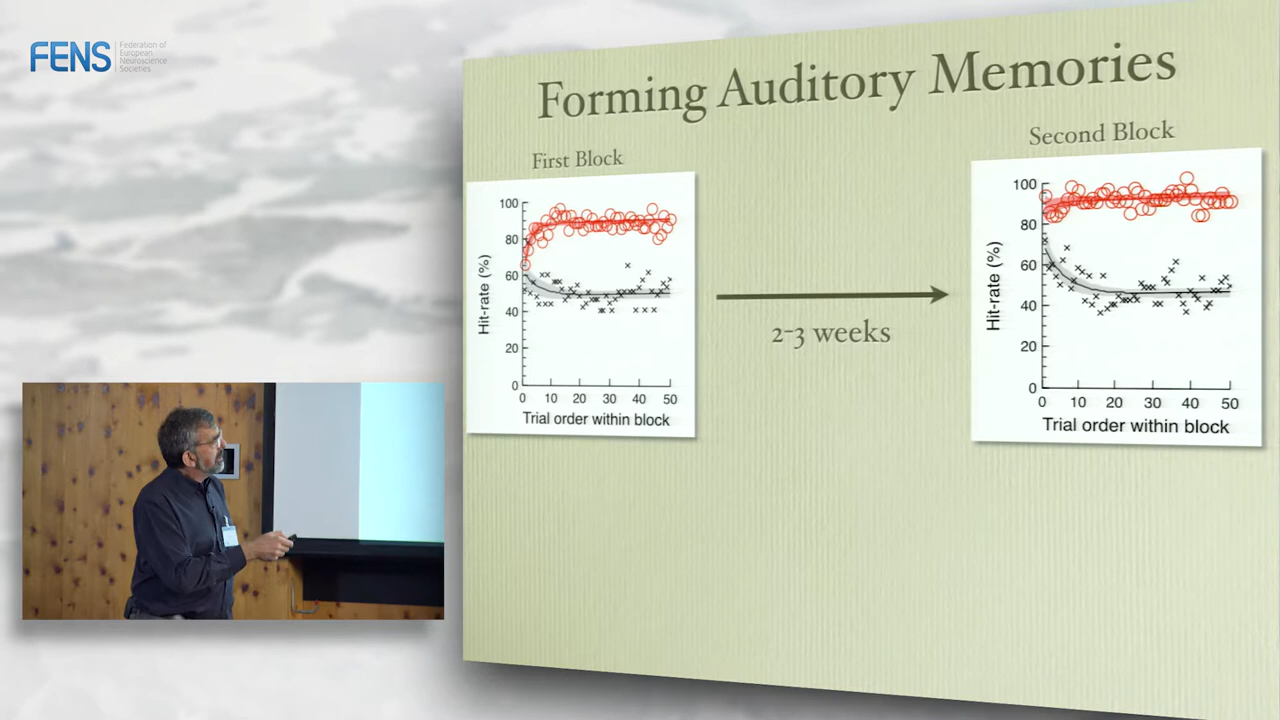 FENS
Federation of
European
Neuroscience
Societies
Forming Auditory Memories
First Block
Second Block
100
80
60
40
20
0
Hit-rate (%)
0 10 20 30 40 50
Trial order within block
2-3 weeks
100
80
60
40
20
0
Hit-rate (%)
0 10 20 30 40 50
Trial order within block